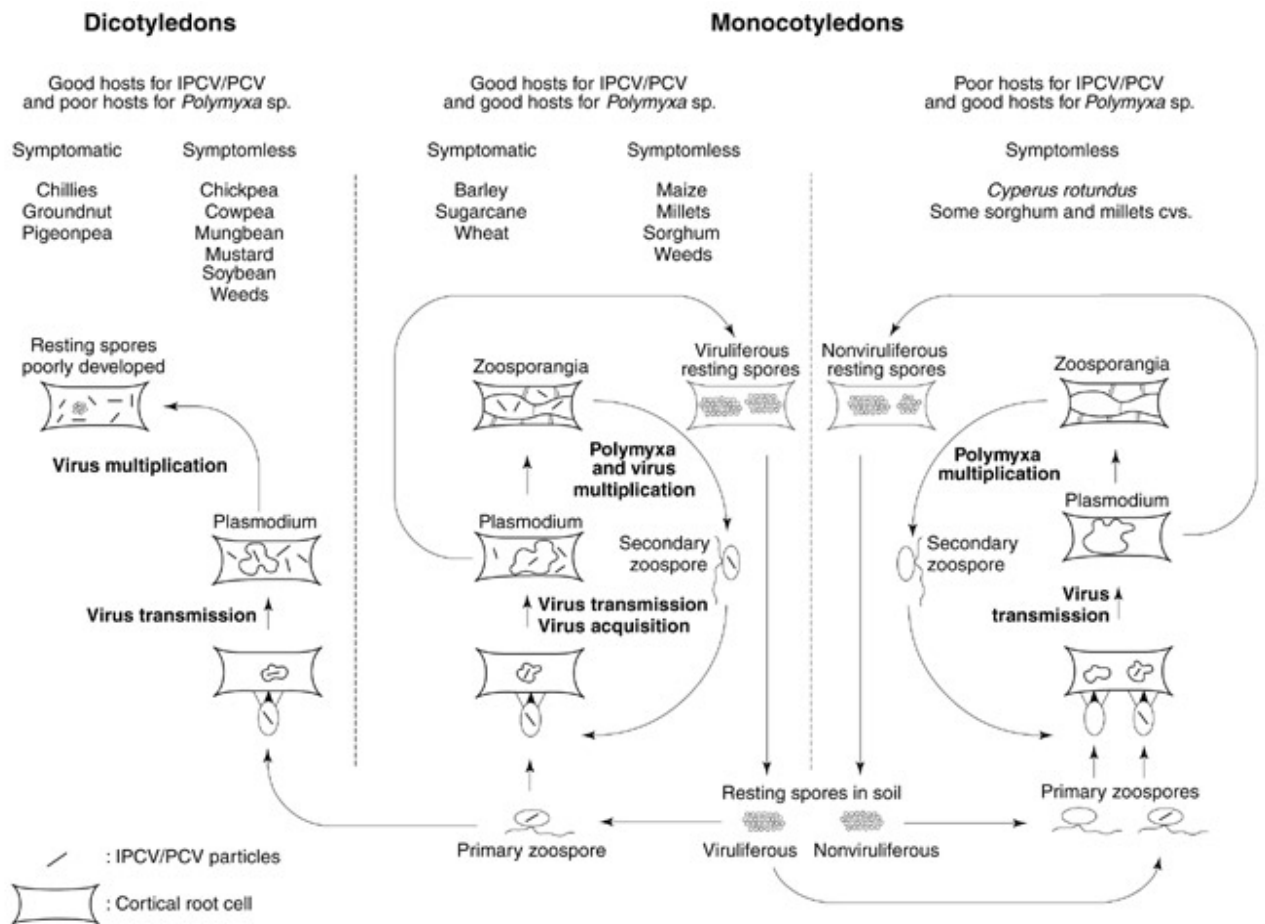 Dicotyledons
Monocotyledons
Good hosts for IPCV/PCV
and poor hosts for Polymyxa sp.
Good hosts for IPCV/PCV
and good hosts for Polymyxa sp.
Poor hosts for IPCV/PCV
and good hosts for Polymyxa sp.
Symptomatic
Chillies
Groundnut
Pigeonpea
Symptomless
Chickpea
Cowpea
Mungbean
Mustard
Soybean
Weeds
Symptomatic
Barley
Sugarcane
Wheat
Symptomless
Maize
Millets
Sorghum
Weeds
Symptomless
Cyperus rotundus
Some sorghum and millets cvs.
Resting spores
poorly developed
Virus multiplication
Plasmodium
Virus transmission
Zoosporangia
Viruliferous
resting spores
Polymyxa
and virus
multiplication
Plasmodium
Secondary
zoospore
Virus transmission
Virus acquisition
Primary zoospore
Nonviruliferous
resting spores
Zoosporangia
Polymyxa
multiplication
Plasmodium
Secondary
zoospore
Virus
transmission
Primary zoospores
Resting spores in soil
Viruliferous
Nonviruliferous
: IPCV/PCV particles
: Cortical root cell